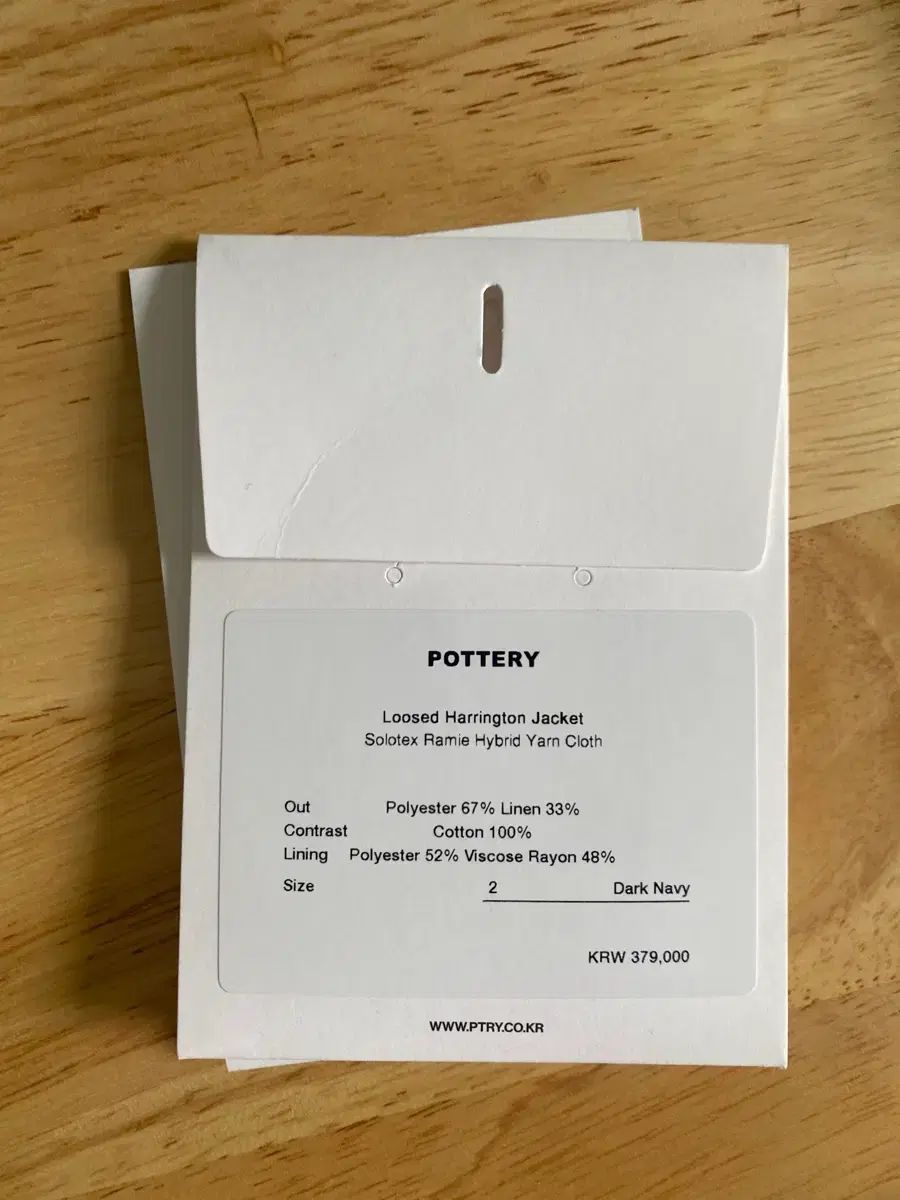 POTTERY
Loosed Harrington Jacket
Solotex Ramie Hybrid Yarn Cloth
Out Polyester 67% Linen 33%
Contrast Cotton 100%
Lining Polyester 52% Viscose Rayon 48%
Size 2 Dark Navy
KRW 379,000
WWW.PTRY.CO.KR